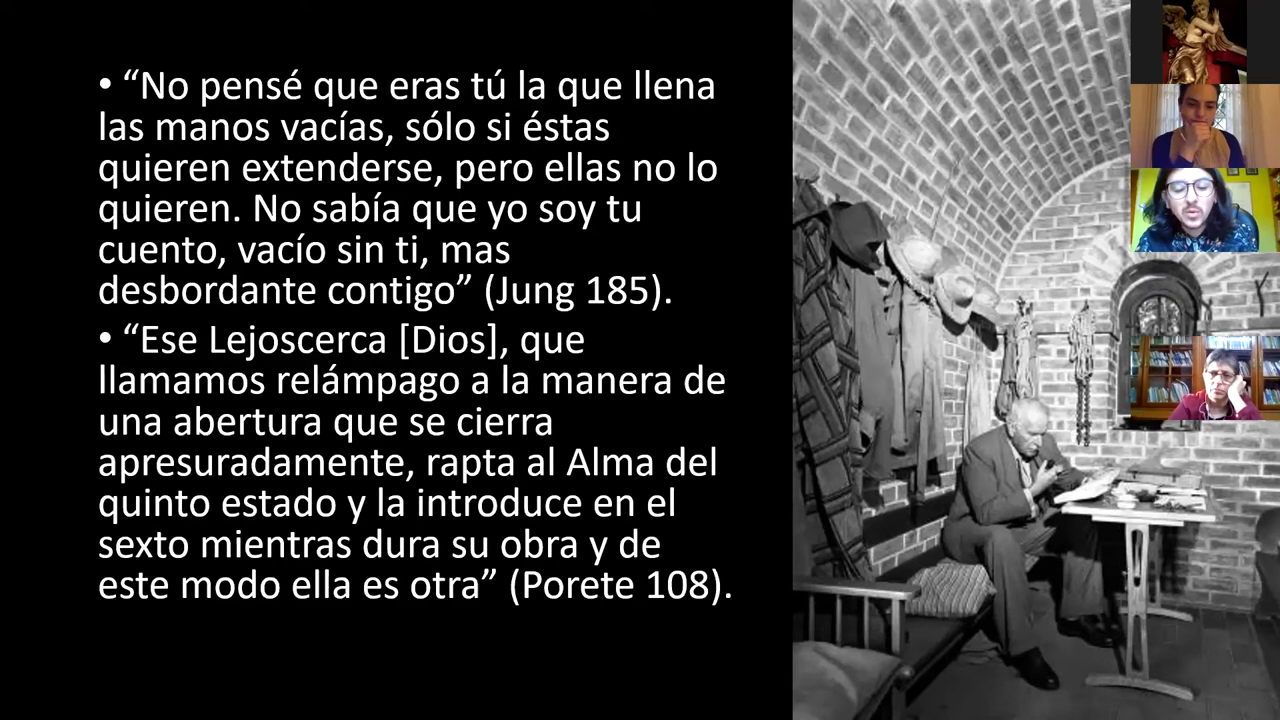 • “No pensé que eras tú la que llena
las manos vacías, sólo si éstas
quieren extenderse, pero ellas no lo
quieren. No sabía que yo soy tu
cuento, vacío sin ti, mas
desbordante contigo” (Jung 185).
• “Ese Lejoscerca [Dios], que
llamamos relámpago a la manera de
una abertura que se cierra
apresuradamente, rapta al Alma del
quinto estado y la introduce en el
sexto mientras dura su obra y de
este modo ella es otra” (Porete 108).